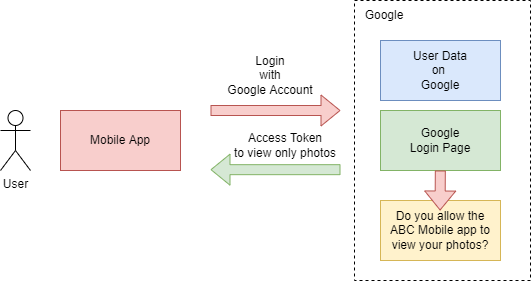 Google
Login
with
Google Account
User Data
on
Google
Mobile App
Access Token
to view only photos
Google
Login Page
User
Do you allow the
ABC Mobile app to
view your photos?